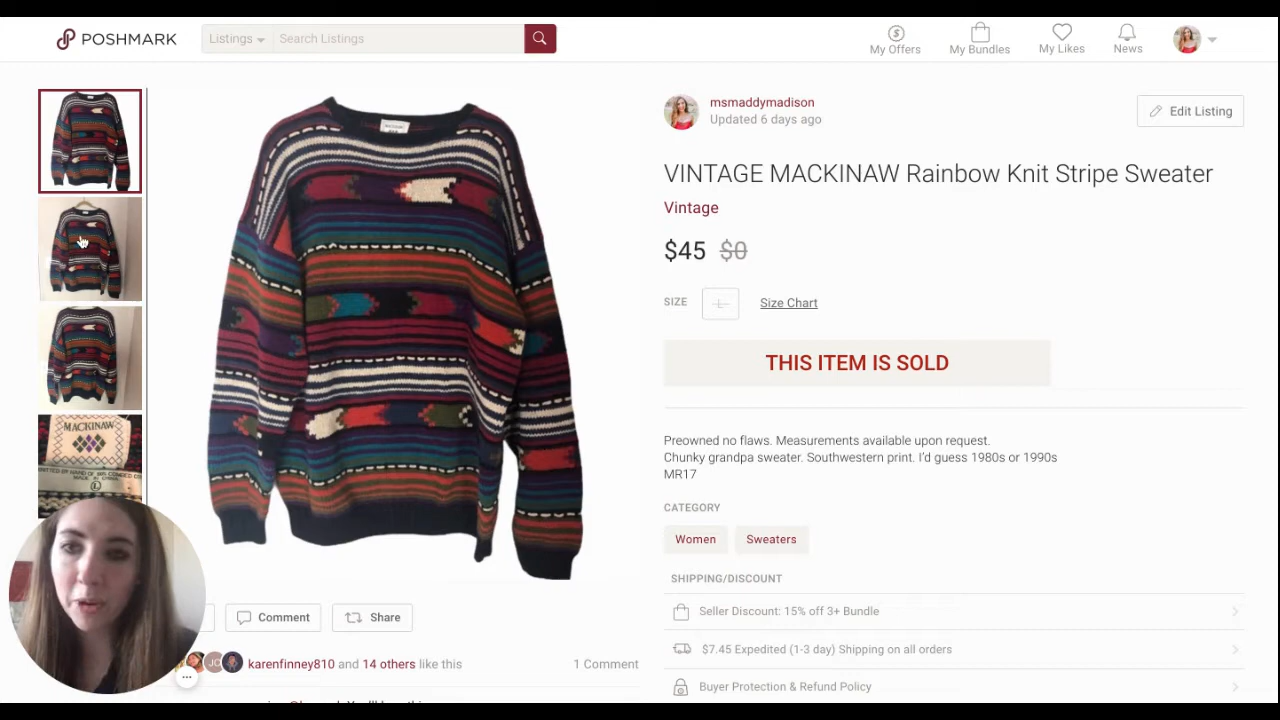 POSHMARK
Listings
Search Listings
My Offers
My Bundles
My Likes
News
msmaddymadison
Updated 6 days ago
Edit Listing
VINTAGE MACKINAW Rainbow Knit Stripe Sweater
Vintage
$45 $0
SIZE
L
Size Chart
THIS ITEM IS SOLD
Preowned no flaws. Measurements available upon request.
Chunky grandpa sweater. Southwestern print. I'd guess 1980s or 1990s
MR17
CATEGORY
Women
Sweaters
SHIPPING/DISCOUNT
Seller Discount: 15% off 3+ Bundle
$7.45 Expedited (1-3 day) Shipping on all orders
Buyer Protection & Refund Policy
MACKINAW
L
Comment
Share
JC
karenfinney810 and 14 others like this
1 Comment